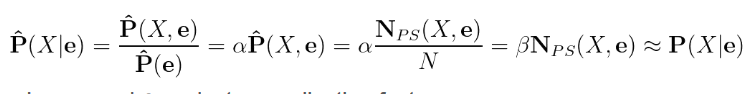 P̂(X|e) = P̂(X, e) / P̂(e) = αP̂(X, e) = α N_PS(X, e) / N = βN_PS(X, e) ≈ P(X|e)